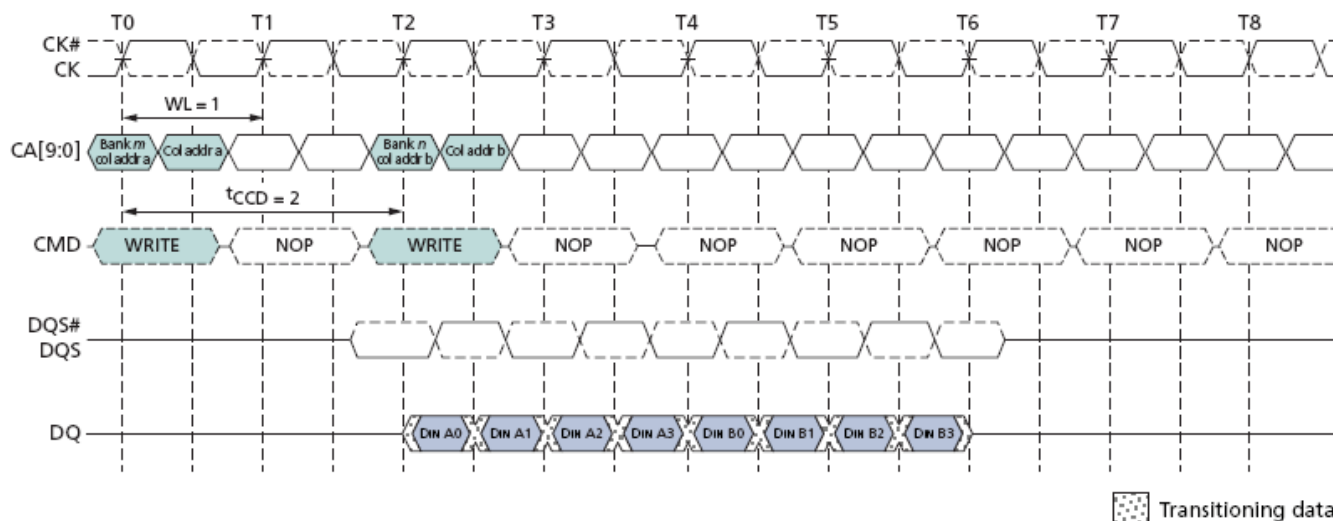 T0 T1 T2 T3 T4 T5 T6 T7 T8
CK#
CK
WL = 1
CA[9:0] Bank m col addr a Col addr a Bank n col addr b Col addr b
tCCD = 2
CMD WRITE NOP WRITE NOP NOP NOP NOP NOP NOP
DQS#
DQS
DQ DIN A0 DIN A1 DIN A2 DIN A3 DIN B0 DIN B1 DIN B2 DIN B3
Transitioning data